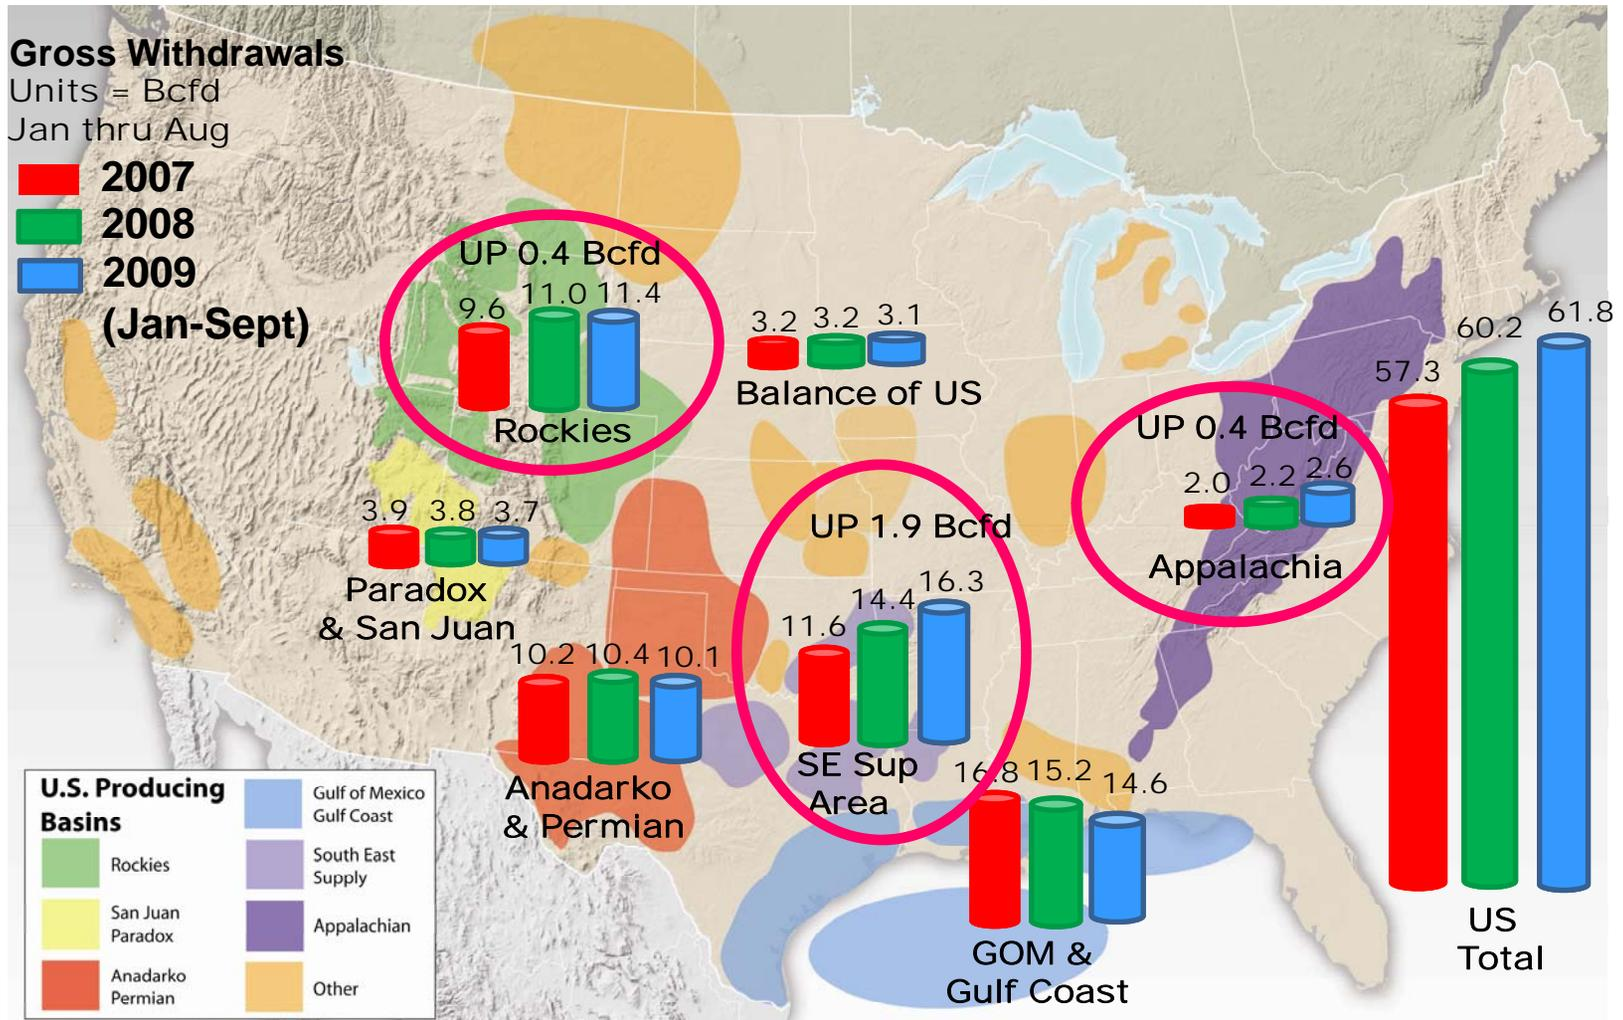 Gross Withdrawals
Units = Bcfd
Jan thru Aug
2007
2008
2009
(Jan-Sept)
UP 0.4 Bcfd
9.6 11.0 11.4
Rockies
3.2 3.2 3.1
Balance of US
UP 0.4 Bcfd
2.0 2.2 2.6
Appalachia
57.3 60.2 61.8
US
Total
3.9 3.8 3.7
Paradox
& San Juan
UP 1.9 Bcfd
11.6 14.4 16.3
SE Sup
Area
10.2 10.4 10.1
Anadarko
& Permian
16.8 15.2 14.6
GOM &
Gulf Coast
U.S. Producing
Basins
Rockies
San Juan
Paradox
Anadarko
Permian
Gulf of Mexico
Gulf Coast
South East
Supply
Appalachian
Other